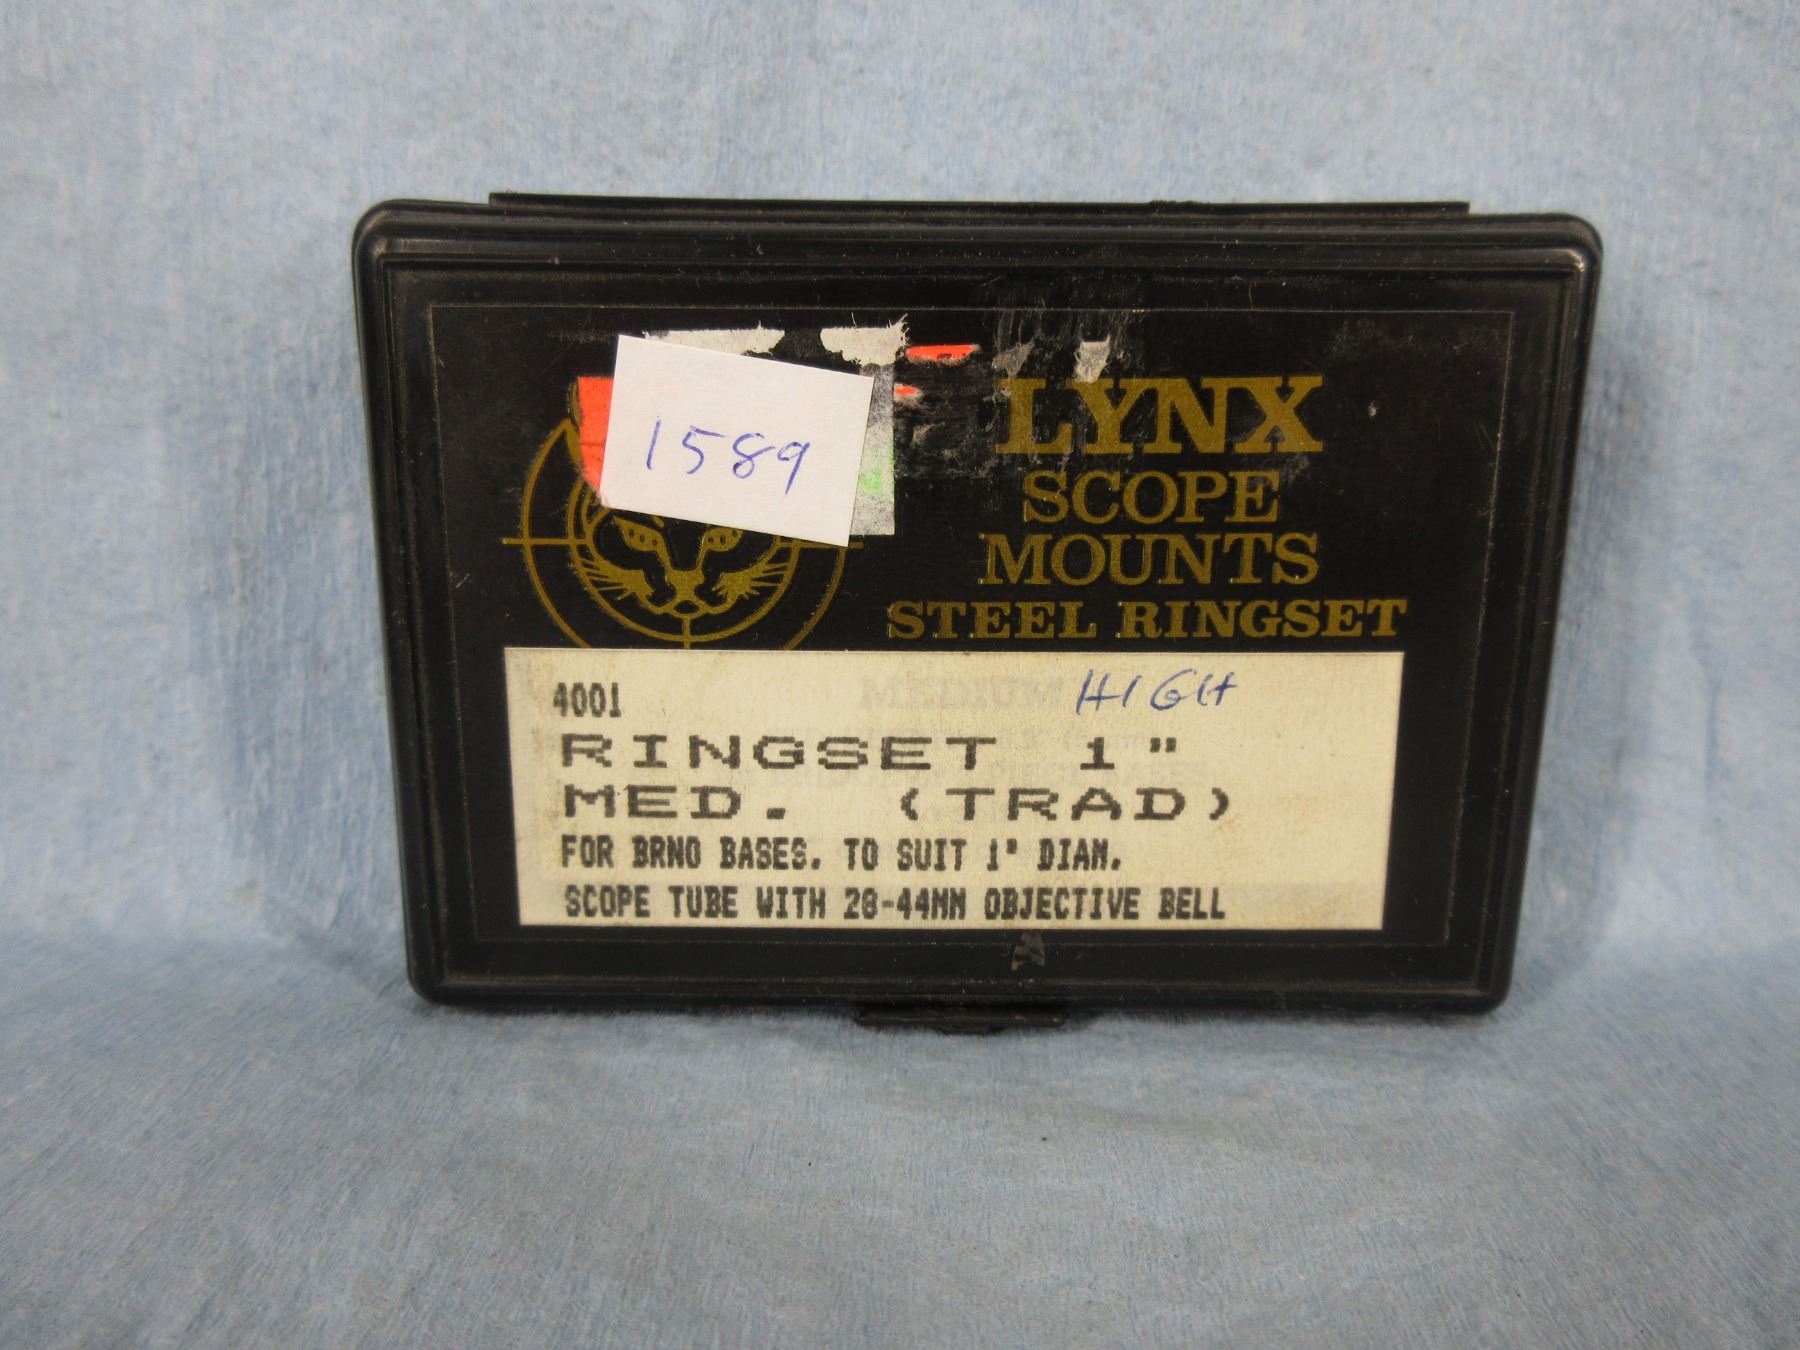 1589
LYNX
SCOPE
MOUNTS
STEEL RINGSET
4001 MEDIUM HIGH
RINGSET 1"
MED. (TRAD)
FOR BRNO BASES. TO SUIT 1" DIAM.
SCOPE TUBE WITH 28-44MM OBJECTIVE BELL